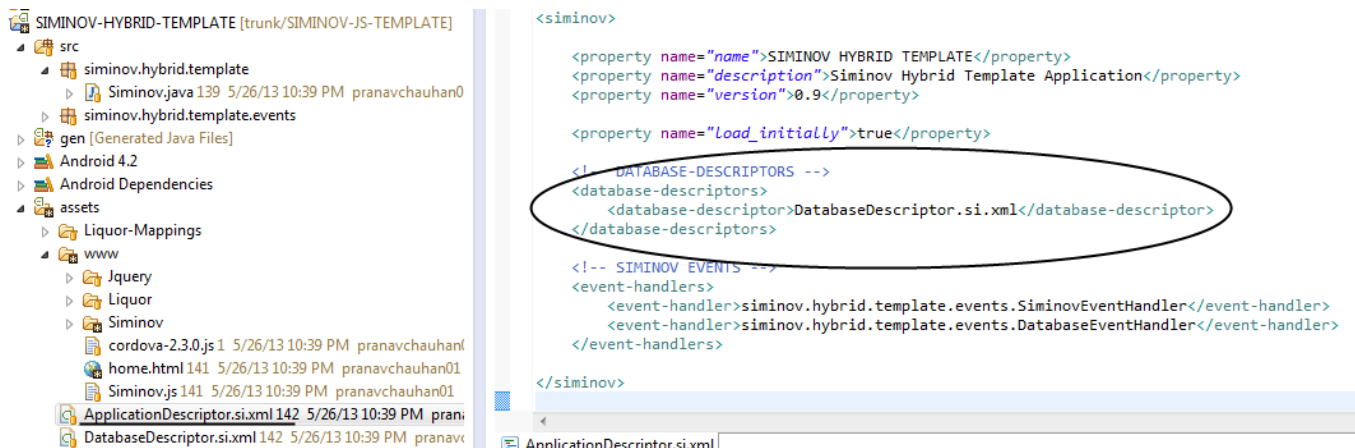 SIMINOV-HYBRID-TEMPLATE [trunk/SIMINOV-JS-TEMPLATE]
src
siminov.hybrid.template
Siminov.java 139 5/26/13 10:39 PM pranavchauhan0
siminov.hybrid.template.events
gen [Generated Java Files]
Android 4.2
Android Dependencies
assets
Liquor-Mappings
www
Jquery
Liquor
Siminov
cordova-2.3.0.js 1 5/26/13 10:39 PM pranavchauhan
home.html 141 5/26/13 10:39 PM pranavchauhan01
Siminov.js 141 5/26/13 10:39 PM pranavchauhan01
ApplicationDescriptor.si.xml 142 5/26/13 10:39 PM prana
DatabaseDescriptor.si.xml 142 5/26/13 10:39 PM pranav
<siminov>
<property name="name">SIMINOV HYBRID TEMPLATE</property>
<property name="description">Siminov Hybrid Template Application</property>
<property name="version">0.9</property>
<property name="load_initially">true</property>
<!-- DATABASE-DESCRIPTORS -->
<database-descriptors>
<database-descriptor>DatabaseDescriptor.si.xml</database-descriptor>
</database-descriptors>
<!-- SIMINOV EVENTS -->
<event-handlers>
<event-handler>siminov.hybrid.template.events.SiminovEventHandler</event-handler>
<event-handler>siminov.hybrid.template.events.DatabaseEventHandler</event-handler>
</event-handlers>
</siminov>
ApplicationDescriptor.si.xml